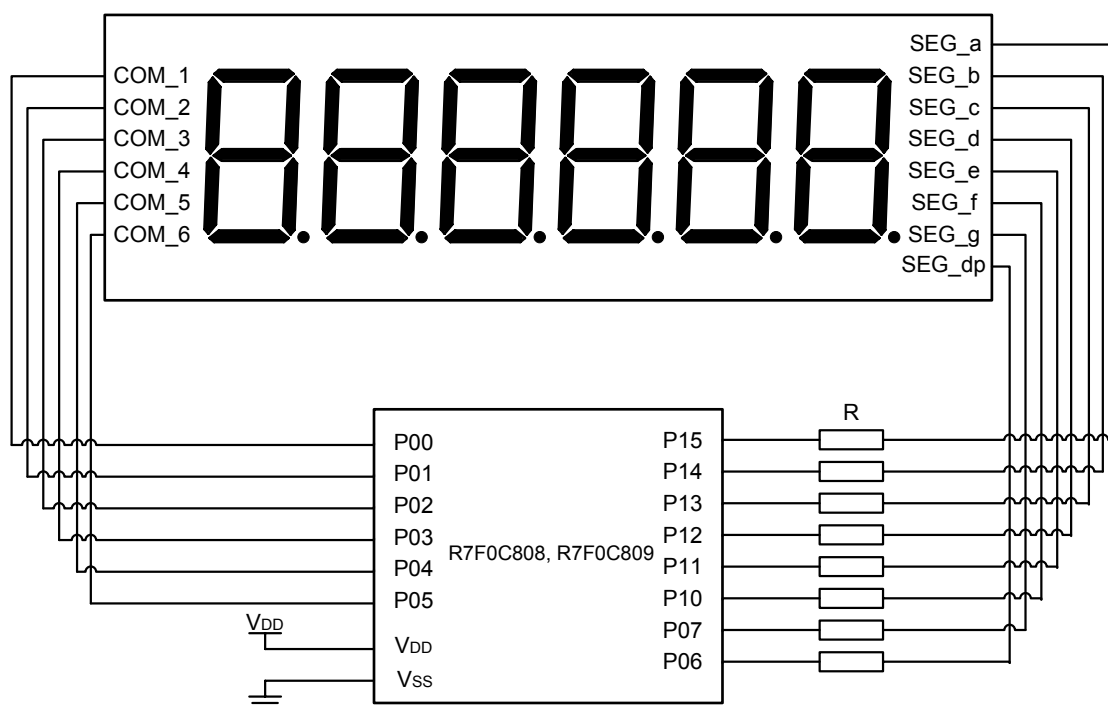 SEG_a
COM_1
SEG_b
COM_2
SEG_c
COM_3
SEG_d
COM_4
SEG_e
COM_5
SEG_f
COM_6
SEG_g
SEG_dp
R
P00
P15
P01
P14
P02
P13
P03
P12
R7F0C808, R7F0C809
P04
P11
P05
P10
VDD
VDD
P07
VSS
P06